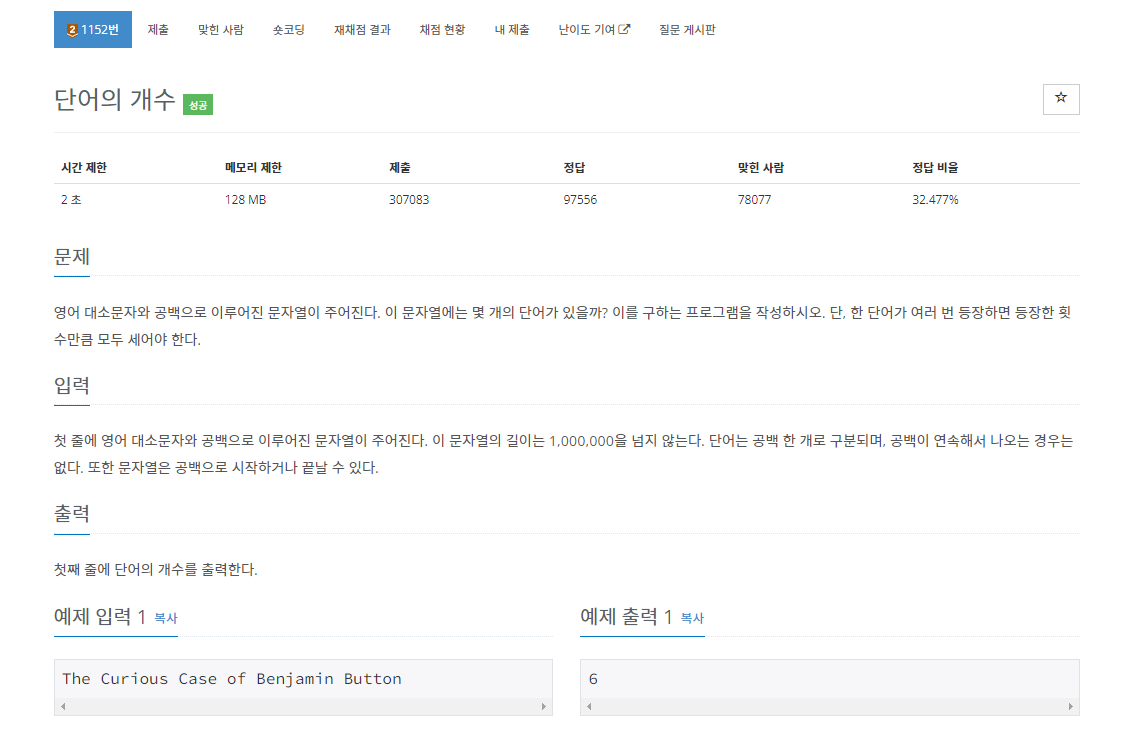 2 1152번 제출 맞힌 사람 숏코딩 재채점 결과 채점 현황 내 제출 난이도 기여 질문 게시판
단어의 개수 성공
시간 제한 메모리 제한 제출 정답 맞힌 사람 정답 비율
2 초 128 MB 307083 97556 78077 32.477%
문제
영어 대소문자와 공백으로 이루어진 문자열이 주어진다. 이 문자열에는 몇 개의 단어가 있을까? 이를 구하는 프로그램을 작성하시오. 단, 한 단어가 여러 번 등장하면 등장한 횟
수만큼 모두 세어야 한다.
입력
첫 줄에 영어 대소문자와 공백으로 이루어진 문자열이 주어진다. 이 문자열의 길이는 1,000,000을 넘지 않는다. 단어는 공백 한 개로 구분되며, 공백이 연속해서 나오는 경우는
없다. 또한 문자열은 공백으로 시작하거나 끝날 수 있다.
출력
첫째 줄에 단어의 개수를 출력한다.
예제 입력 1 복사
The Curious Case of Benjamin Button
예제 출력 1 복사
6